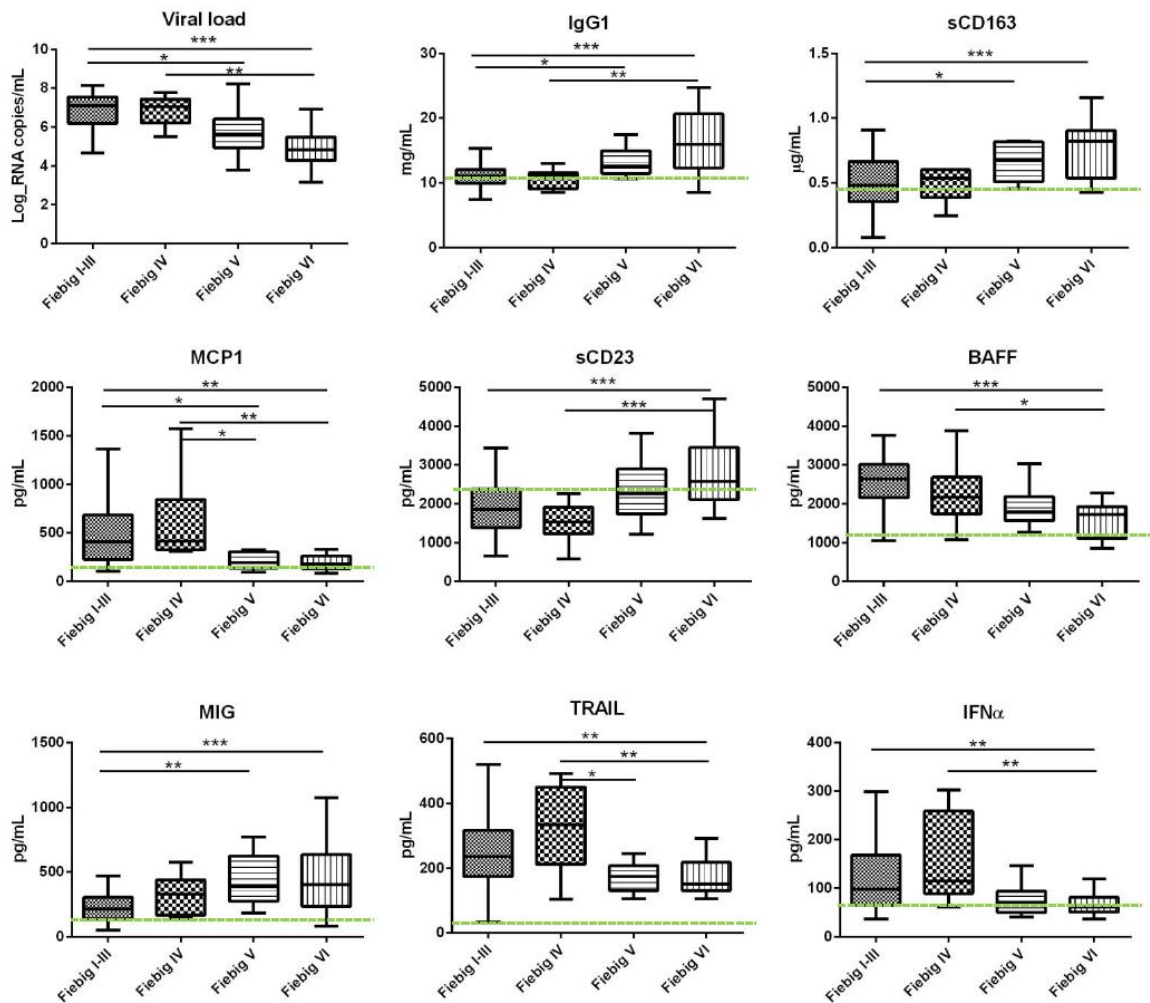 Viral load
***
*
**
10
8
6
4
2
0
Log_RNA copies/mL
Fiebig I-III
Fiebig IV
Fiebig V
Fiebig VI
IgG1
***
*
**
30
20
10
0
mg/mL
Fiebig I-III
Fiebig IV
Fiebig V
Fiebig VI
sCD163
***
*
1.5
1.0
0.5
0.0
µg/mL
Fiebig I-III
Fiebig IV
Fiebig V
Fiebig VI
MCP1
**
*
**
*
2000
1500
1000
500
0
pg/mL
Fiebig I-III
Fiebig IV
Fiebig V
Fiebig VI
sCD23
***
***
5000
4000
3000
2000
1000
0
pg/mL
Fiebig I-III
Fiebig IV
Fiebig V
Fiebig VI
BAFF
***
*
5000
4000
3000
2000
1000
0
pg/mL
Fiebig I-III
Fiebig IV
Fiebig V
Fiebig VI
MIG
***
**
1500
1000
500
0
pg/mL
Fiebig I-III
Fiebig IV
Fiebig V
Fiebig VI
TRAIL
**
**
*
600
400
200
0
pg/mL
Fiebig I-III
Fiebig IV
Fiebig V
Fiebig VI
IFNα
**
**
400
300
200
100
0
pg/mL
Fiebig I-III
Fiebig IV
Fiebig V
Fiebig VI